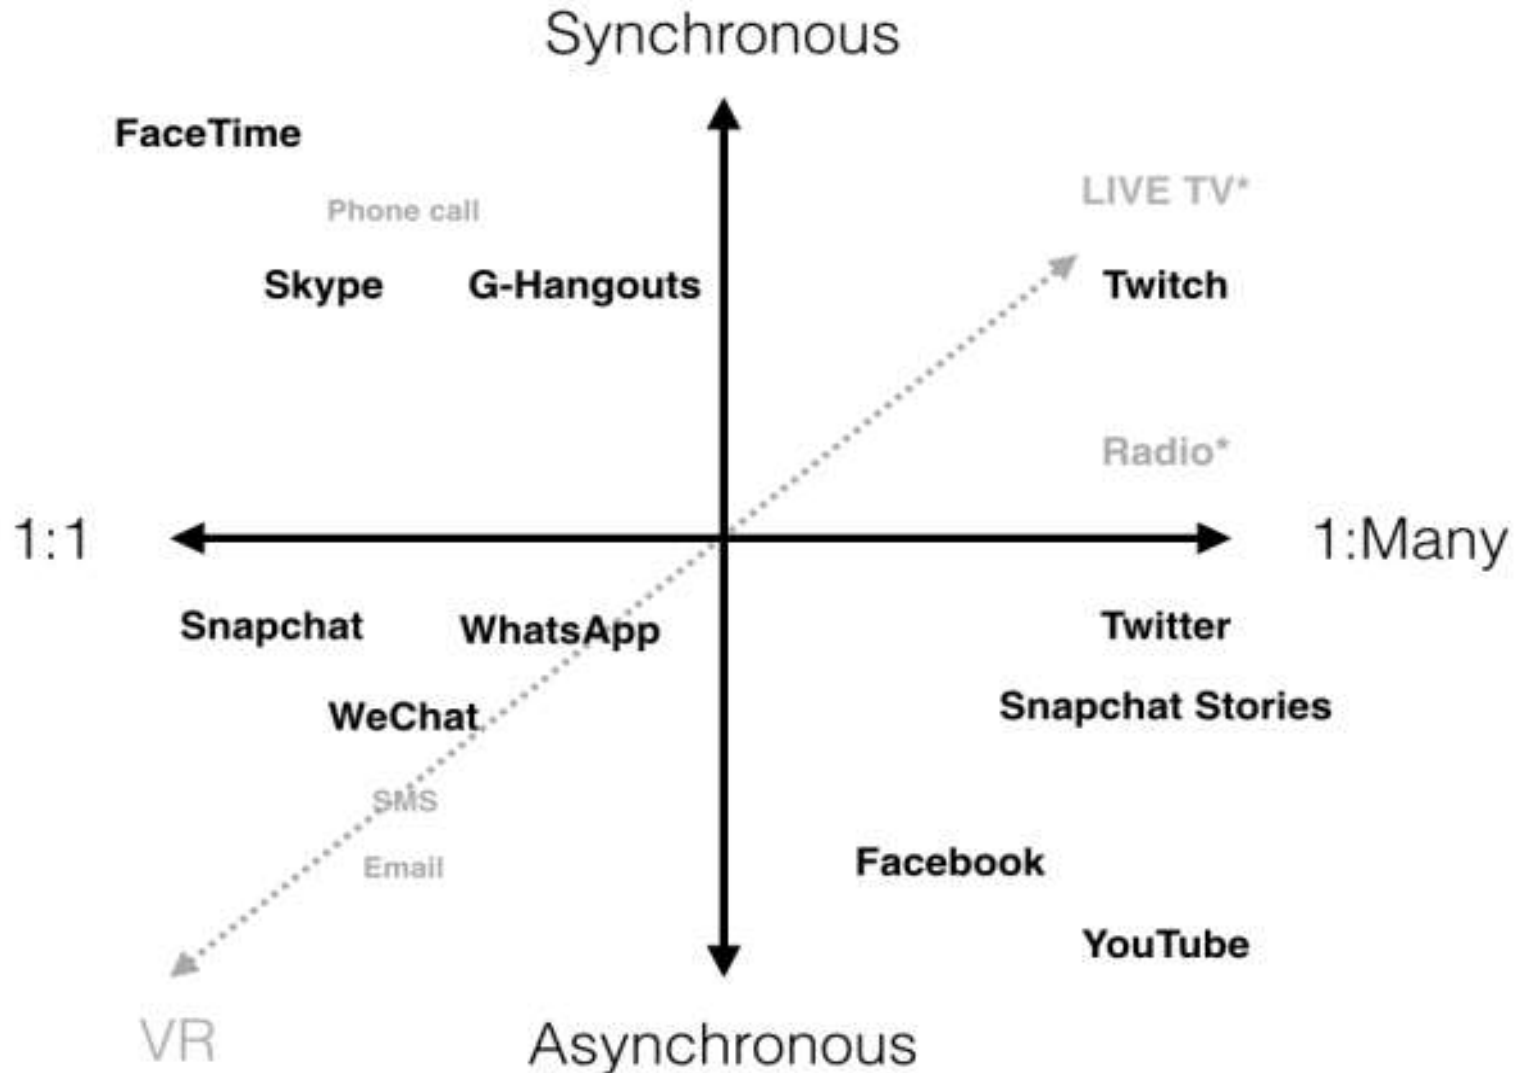 Synchronous
FaceTime
LIVE TV*
Phone call
Skype
G-Hangouts
Twitch
Radio*
1:1
1:Many
Snapchat
WhatsApp
Twitter
WeChat
Snapchat Stories
SMS
Email
Facebook
YouTube
VR
Asynchronous